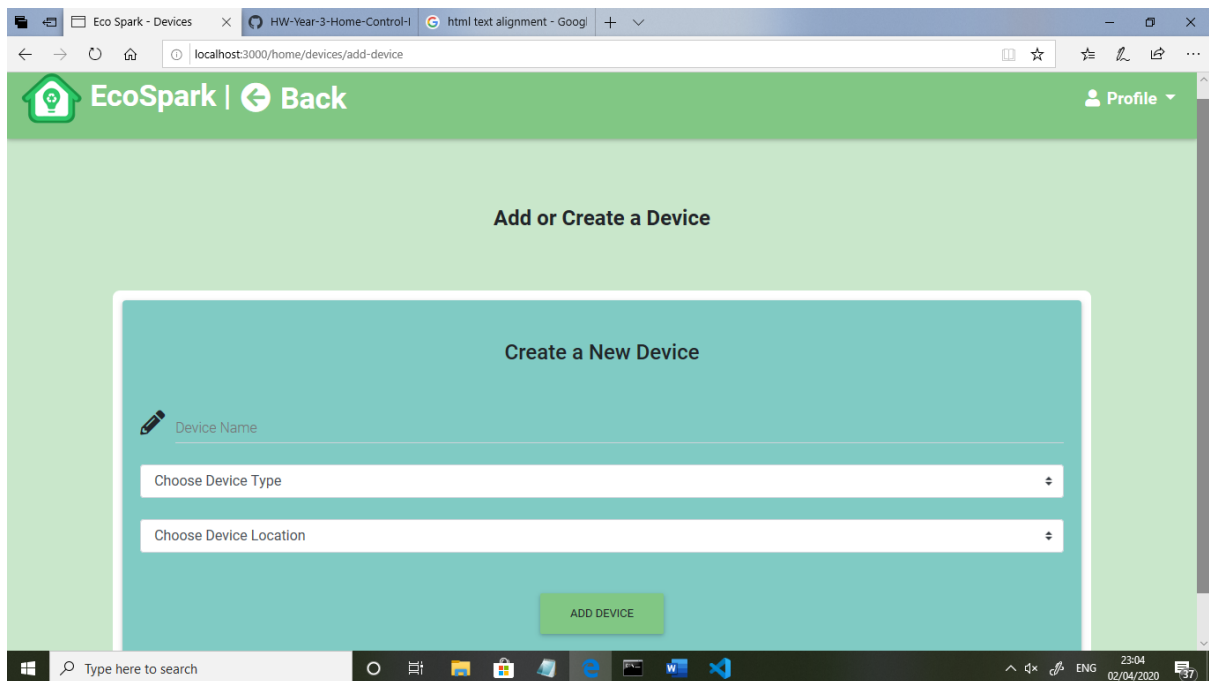 Eco Spark - Devices
HW-Year-3-Home-Control-I
html text alignment - Googl
localhost:3000/home/devices/add-device
EcoSpark | Back
Profile
Add or Create a Device
Create a New Device
Device Name
Choose Device Type
Choose Device Location
ADD DEVICE
Type here to search
ENG
23:04
02/04/2020
37